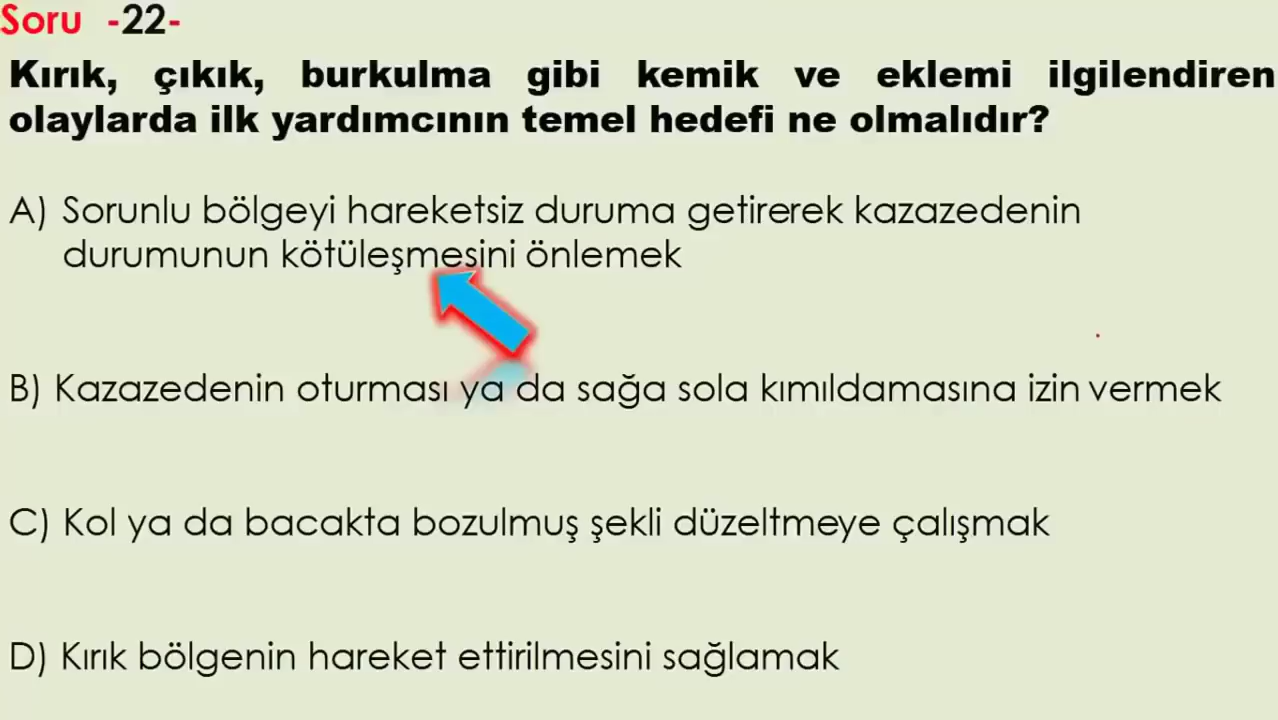 Soru -22-
Kırık, çıkık, burkulma gibi kemik ve eklemi ilgilendiren
olaylarda ilk yardımcının temel hedefi ne olmalıdır?
A) Sorunlu bölgeyi hareketsiz duruma getirerek kazazedenin
durumunun kötüleşmesini önlemek
B) Kazazedenin oturması ya da sağa sola kımıldamasına izin vermek
C) Kol ya da bacakta bozulmuş şekli düzeltmeye çalışmak
D) Kırık bölgenin hareket ettirilmesini sağlamak